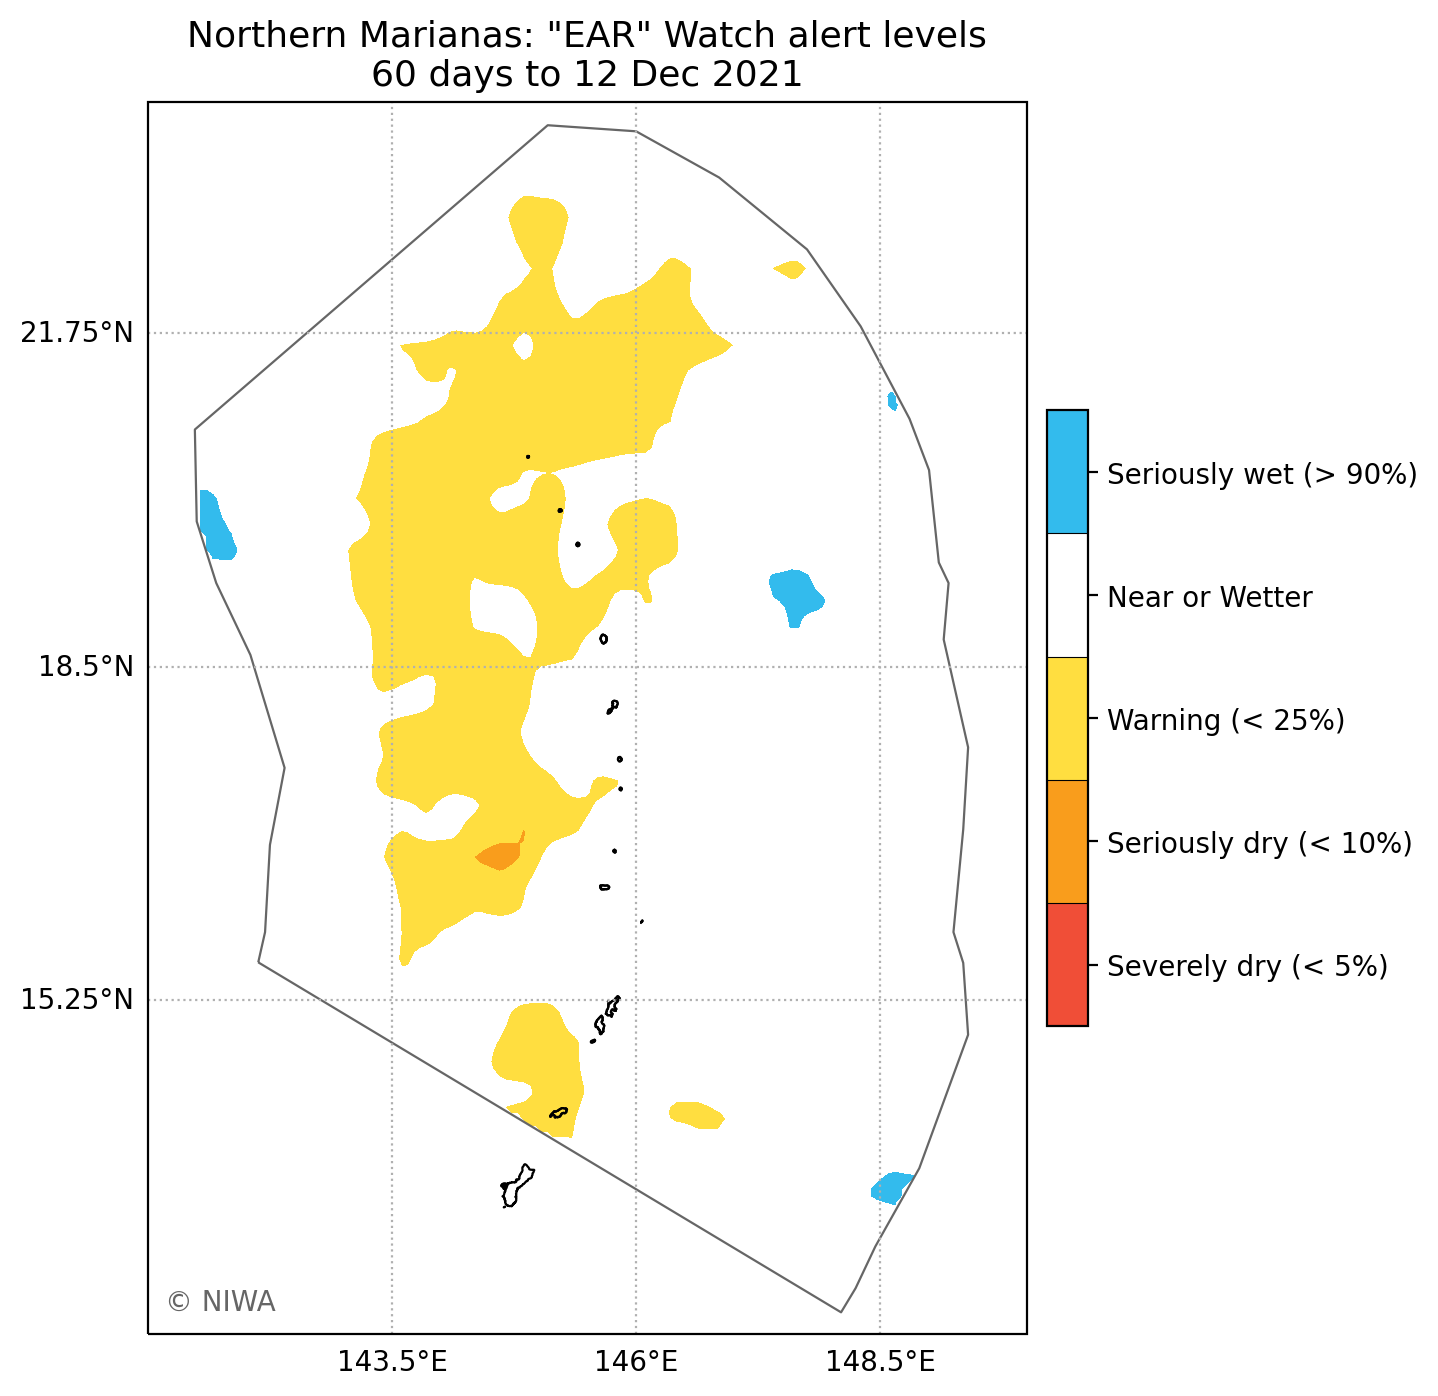 Northern Marianas: "EAR" Watch alert levels
60 days to 12 Dec 2021
21.75°N
18.5°N
15.25°N
143.5°E
146°E
148.5°E
Seriously wet (> 90%)
Near or Wetter
Warning (< 25%)
Seriously dry (< 10%)
Severely dry (< 5%)
© NIWA